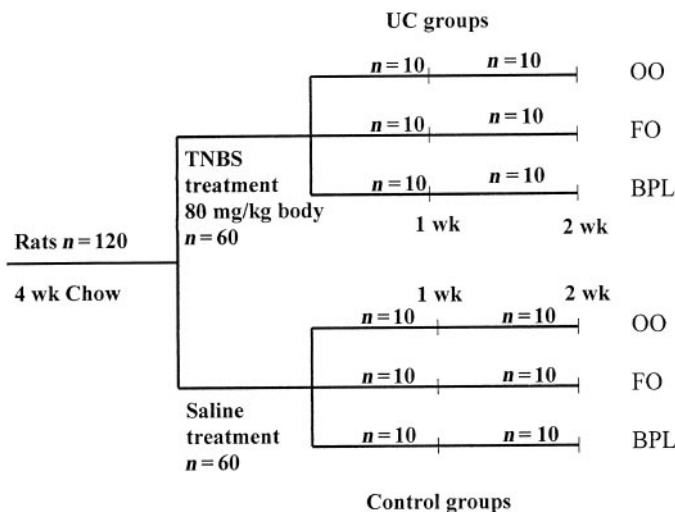 UC groups
n = 10 n = 10 OO
n = 10 n = 10 FO
TNBS
treatment
80 mg/kg body
n = 60
n = 10 n = 10 BPL
1 wk 2 wk
Rats n = 120
4 wk Chow
1 wk 2 wk
n = 10 n = 10 OO
n = 10 n = 10 FO
Saline
treatment
n = 60
n = 10 n = 10 BPL
Control groups